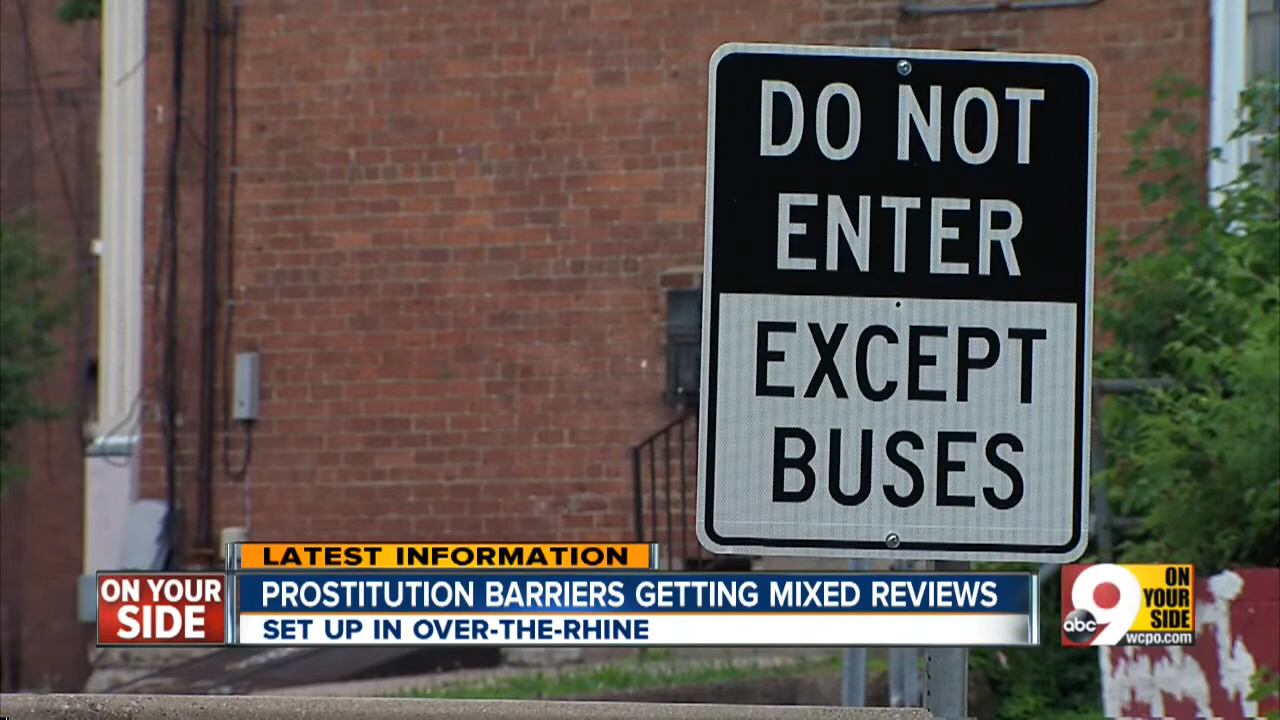 DO NOT
ENTER
EXCEPT
BUSES
LATEST INFORMATION
ON YOUR
SIDE
PROSTITUTION BARRIERS GETTING MIXED REVIEWS
SET UP IN OVER-THE-RHINE
abc 9
ON
YOUR
SIDE
wcpo.com